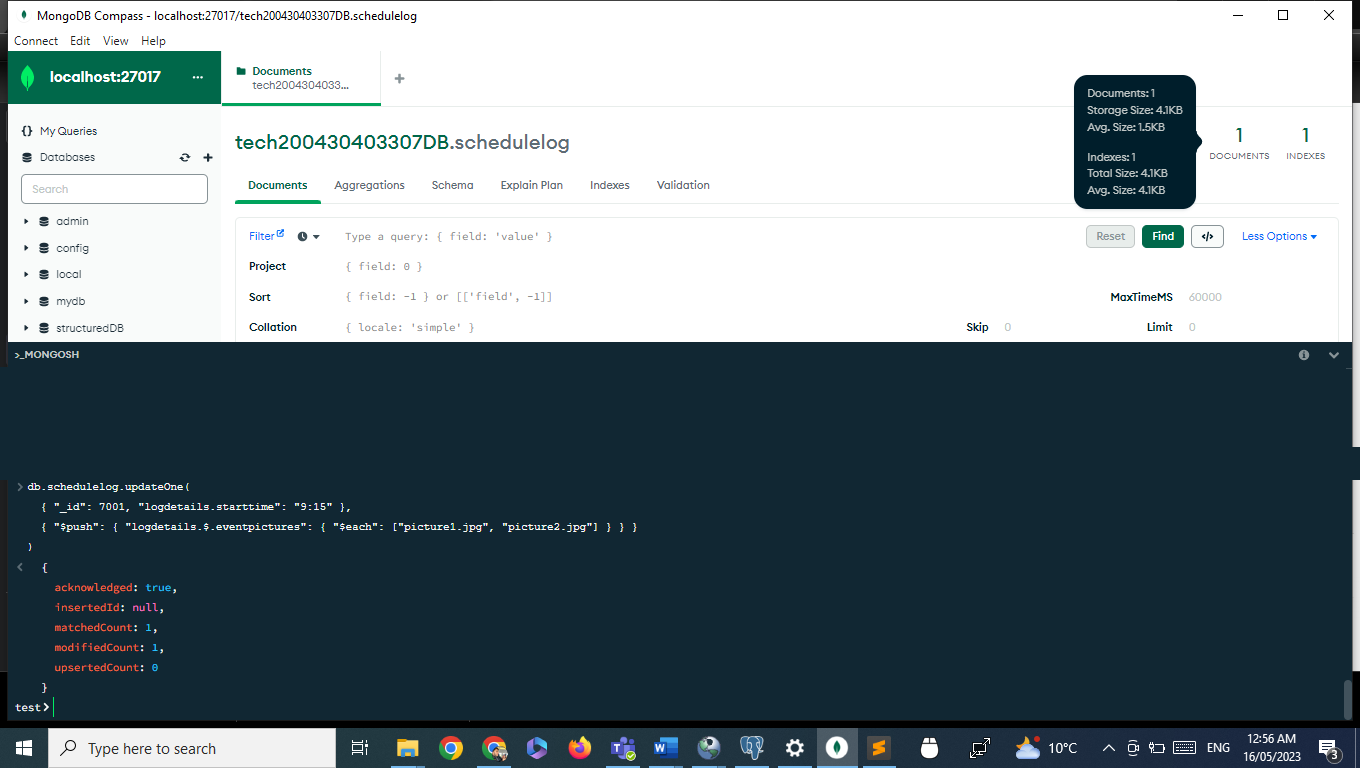 MongoDB Compass - localhost:27017/tech200430403307DB.schedulelog
Connect Edit View Help
localhost:27017 ...
Documents
tech2004304033...
+
{} My Queries
Databases
Search
admin
config
local
mydb
structuredDB
tech200430403307DB.schedulelog
Documents: 1
Storage Size: 4.1KB
Avg. Size: 1.5KB
Indexes: 1
Total Size: 4.1KB
Avg. Size: 4.1KB
1
DOCUMENTS
1
INDEXES
Documents Aggregations Schema Explain Plan Indexes Validation
Filter Type a query: { field: 'value' } Reset Find </> Less Options
Project { field: 0 }
Sort { field: -1 } or [['field', -1]] MaxTimeMS 60000
Collation { locale: 'simple' } Skip 0 Limit 0
>_MONGOSH
> db.schedulelog.updateOne(
{ "_id": 7001, "logdetails.starttime": "9:15" },
{ "$push": { "logdetails.$.eventpictures": { "$each": ["picture1.jpg", "picture2.jpg"] } } }
)
< {
acknowledged: true,
insertedId: null,
matchedCount: 1,
modifiedCount: 1,
upsertedCount: 0
}
test>
Type here to search
10°C
ENG
12:56 AM
16/05/2023
3